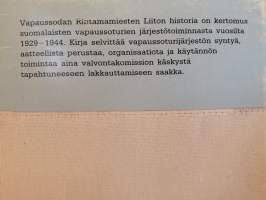 Vapaussodan Rintamamiesten Liiton historia on kertomus
suomalaisten vapaussoturien järjestötoiminnasta vuosilta
1929–1944. Kirja selvittää vapaussoturijärjestön syntyä,
aatteellista perustaa, organisaatiota ja käytännön
toimintaa aina valvontakomission käskystä
tapahtuneeseen lakkauttamiseen saakka.